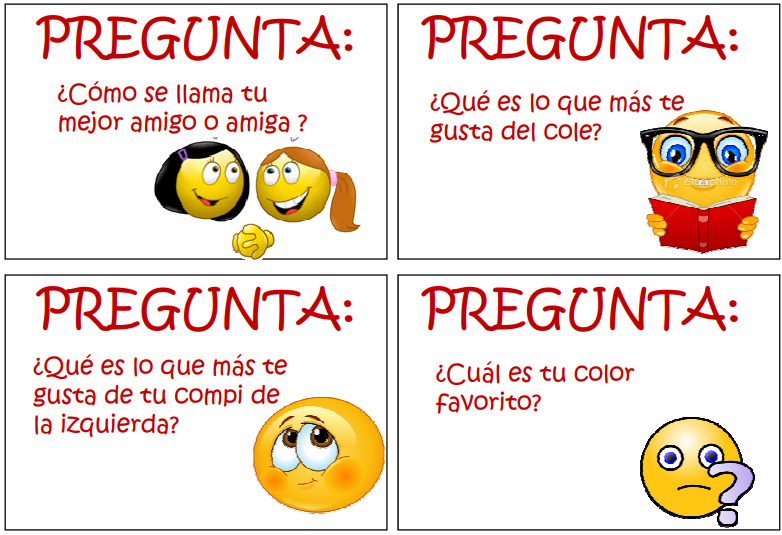 PREGUNTA:
¿Cómo se llama tu
mejor amigo o amiga ?
PREGUNTA:
¿Qué es lo que más te
gusta del cole?
PREGUNTA:
¿Qué es lo que más te
gusta de tu compi de
la izquierda?
PREGUNTA:
¿Cuál es tu color
favorito?